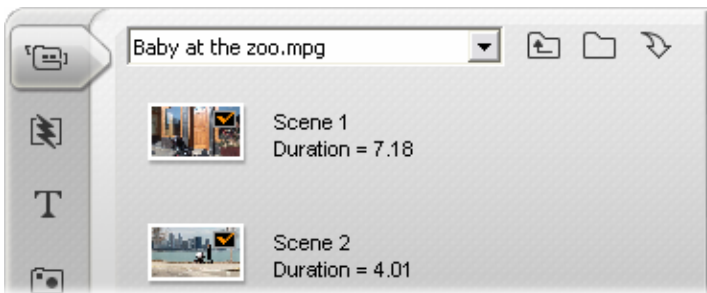 Baby at the zoo.mpg
Scene 1
Duration = 7.18
T
Scene 2
Duration = 4.01